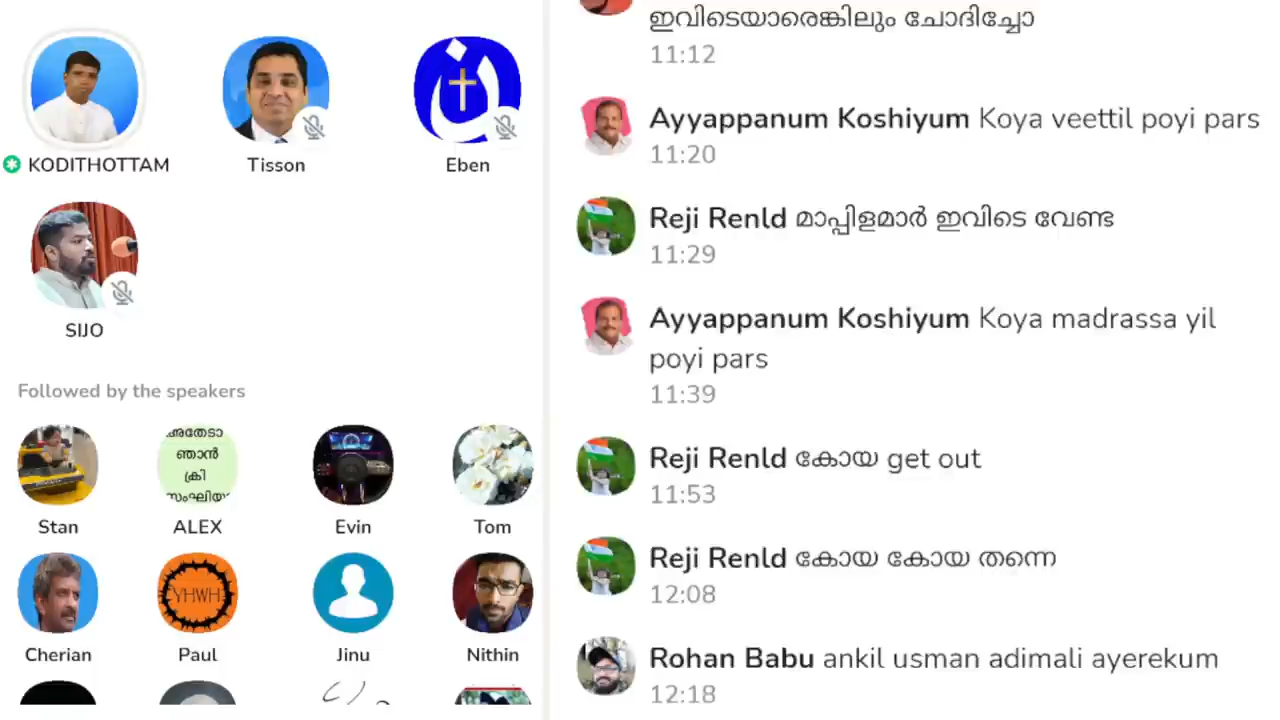 KODITHOTTAM
Tisson
Eben
SIJO
Followed by the speakers
അതേടാ
ഞാൻ
ക്രി
സംഘിയ
Stan
ALEX
Evin
Tom
YHWH
Cherian
Paul
Jinu
Nithin
ഇവിടെയാരെങ്കിലും ചോദിച്ചോ
11:12
Ayyappanum Koshiyum Koya veettil poyi pars
11:20
Reji Renld മാപ്പിളമാർ ഇവിടെ വേണ്ട
11:29
Ayyappanum Koshiyum Koya madrassa yil
poyi pars
11:39
Reji Renld കോയ get out
11:53
Reji Renld കോയ കോയ തന്നെ
12:08
Rohan Babu ankil usman adimali ayerekum
12:18